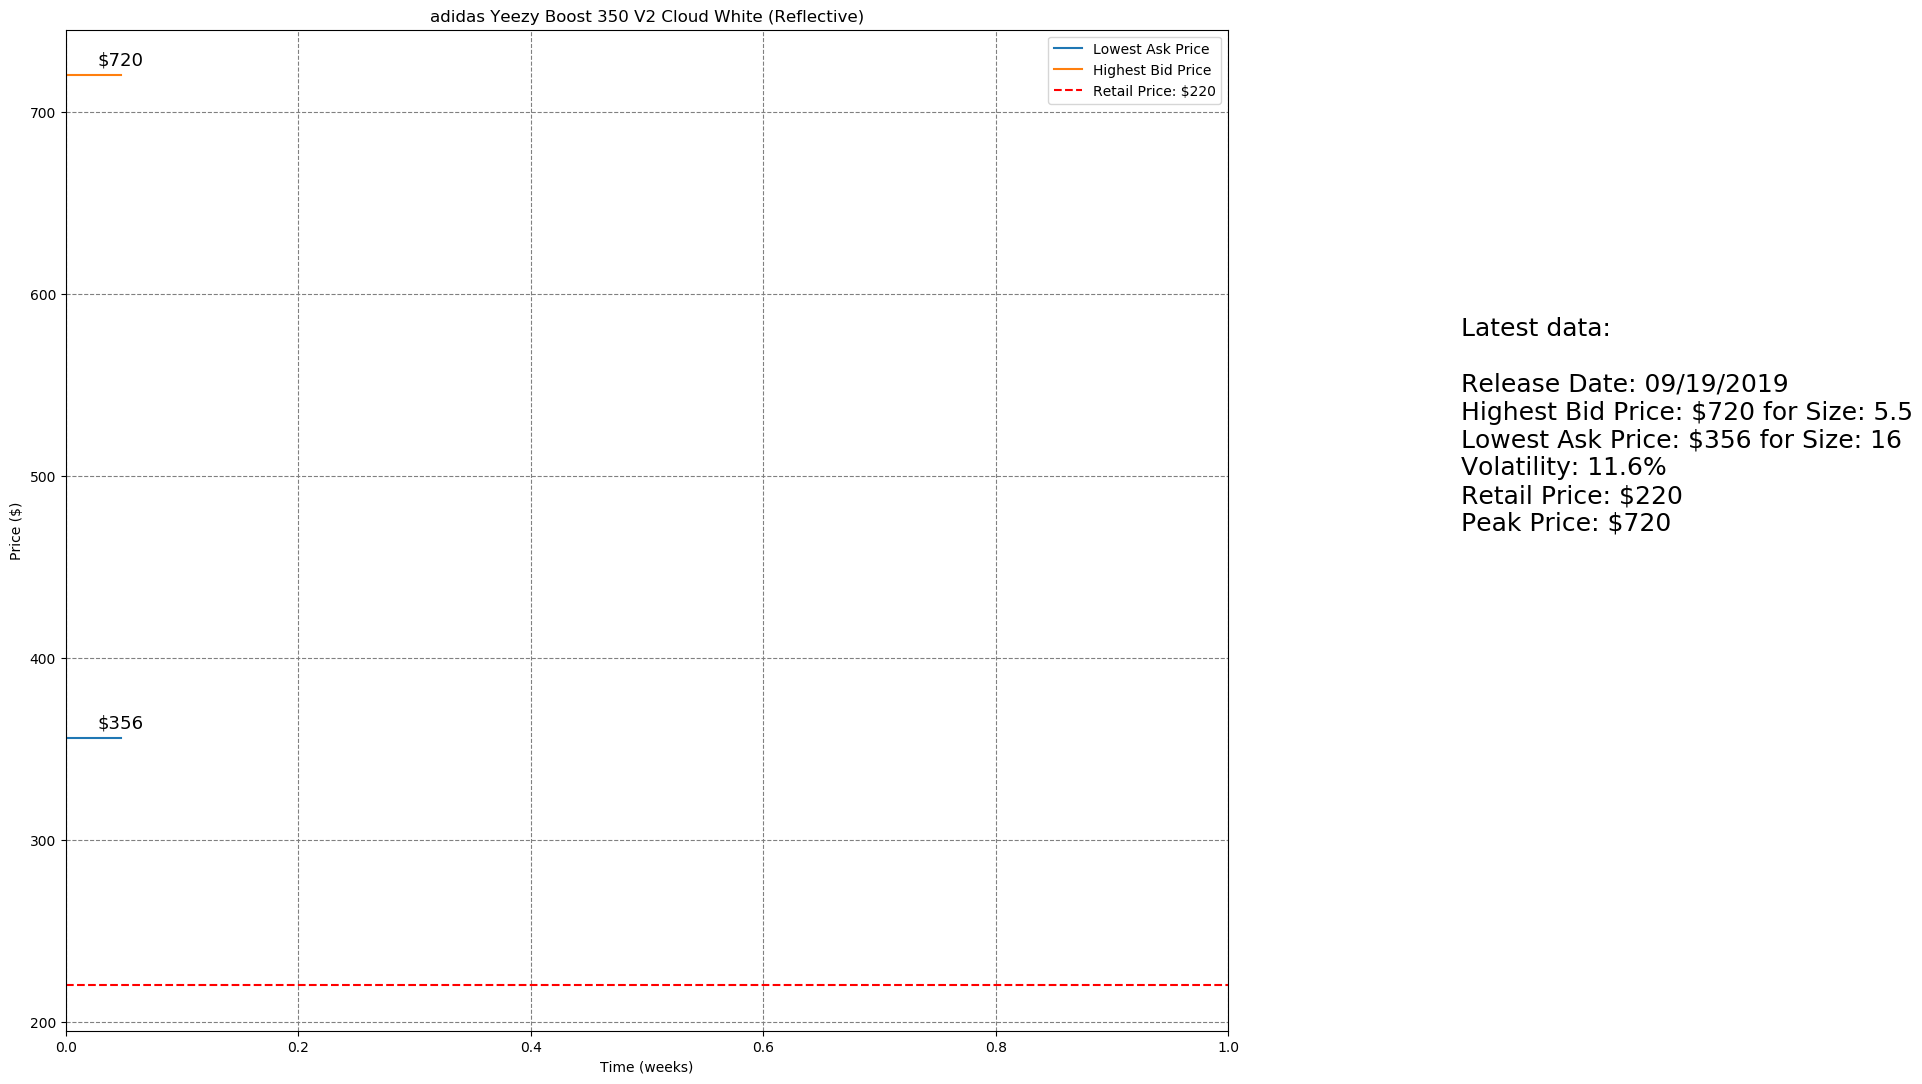 adidas Yeezy Boost 350 V2 Cloud White (Reflective)
$720
Lowest Ask Price
Highest Bid Price
Retail Price: $220
700
600
500
400
300
200
Price ($)
$356
0.0
0.2
0.4
0.6
0.8
1.0
Time (weeks)
Latest data:
Release Date: 09/19/2019
Highest Bid Price: $720 for Size: 5.5
Lowest Ask Price: $356 for Size: 16
Volatility: 11.6%
Retail Price: $220
Peak Price: $720